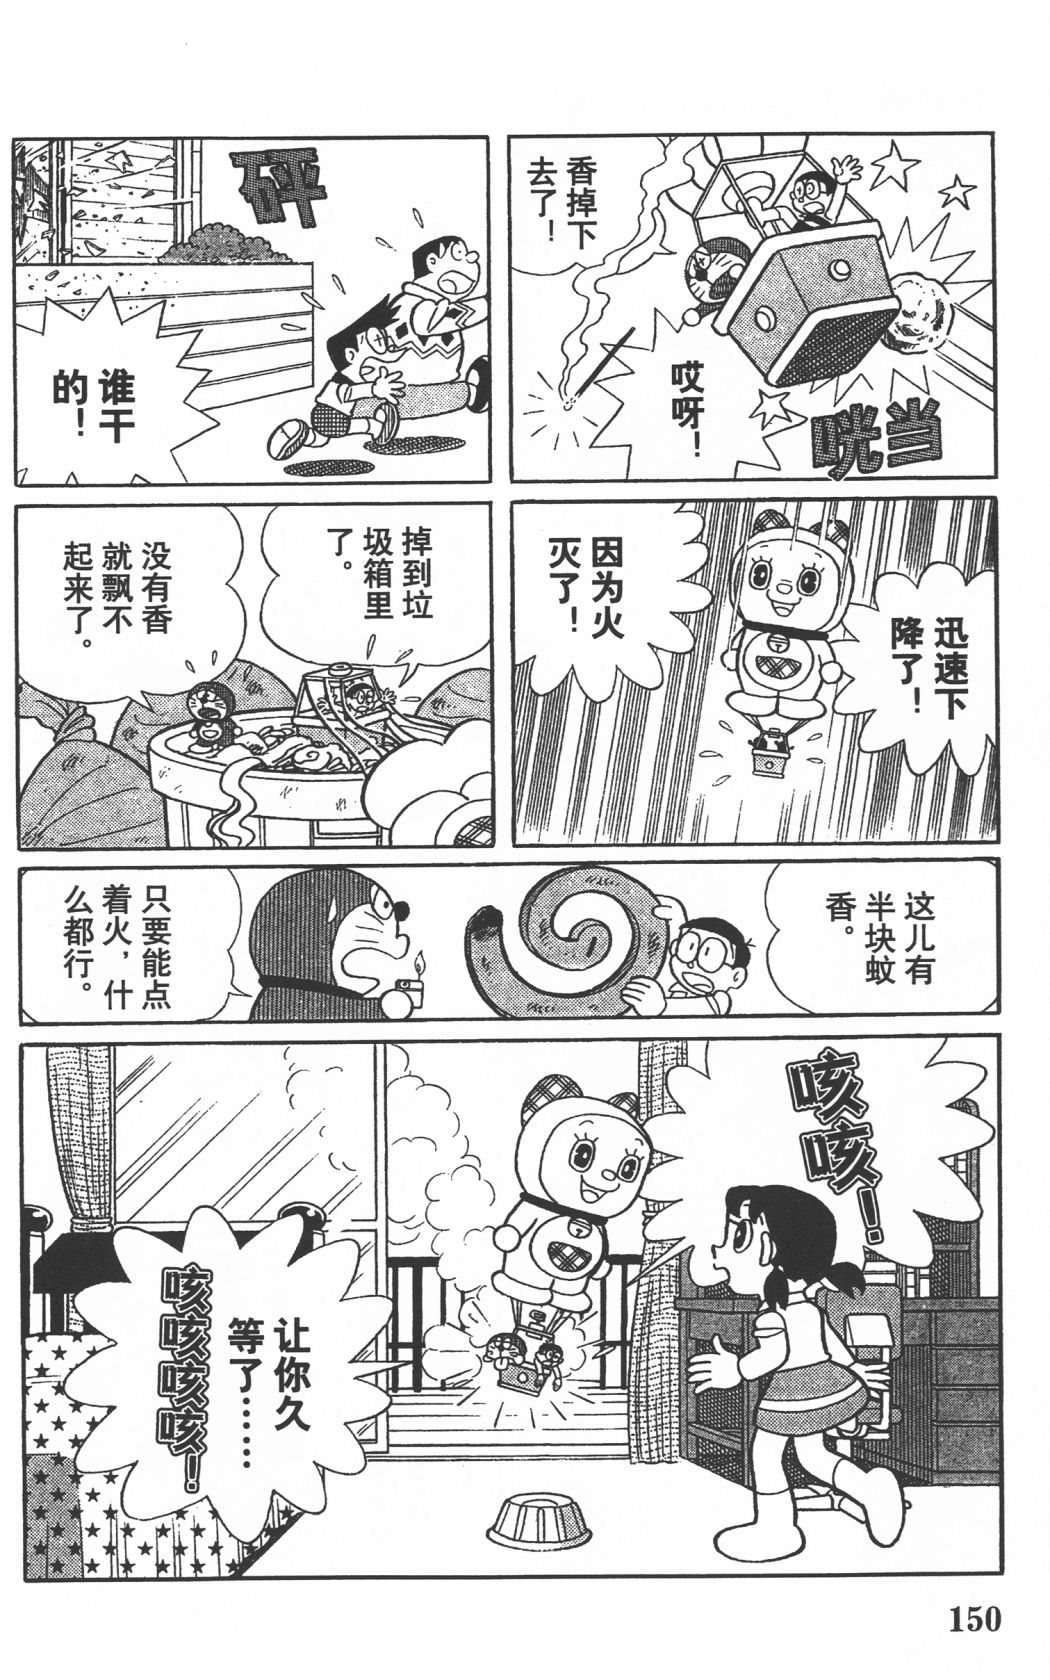 香掉下
去了！
哎呀！
咣当
砰
谁干
的！
迅速下
降了！
因为火
灭了！
掉到垃
圾箱里
了。
没有香
就飘不
起来了。
这儿有
半块蚊
香。
只要能点
着火，什
么都行。
咳
咳！
让你久
等了……
咳咳咳咳！
150